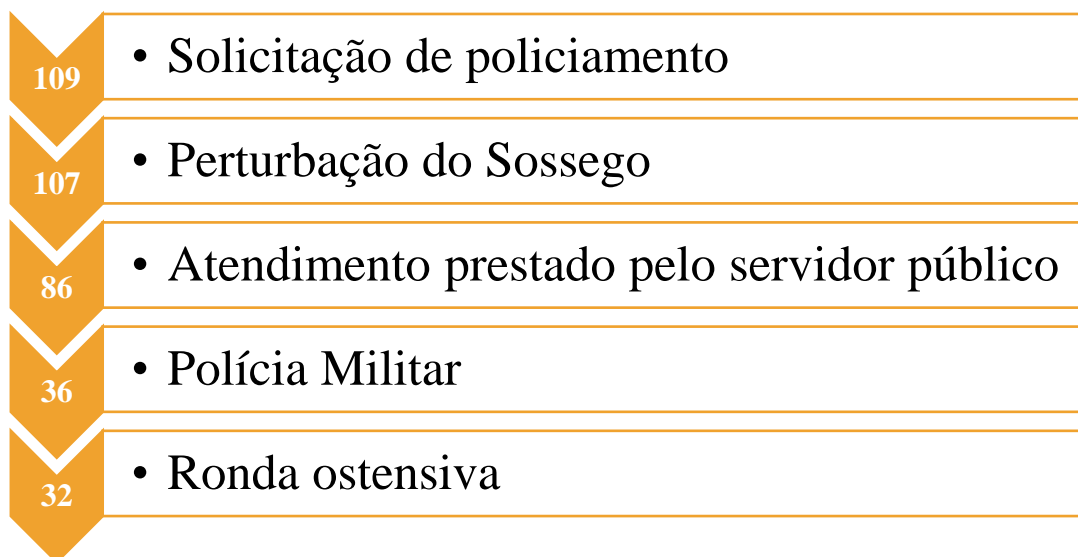 109
• Solicitação de policiamento
107
• Perturbação do Sossego
86
• Atendimento prestado pelo servidor público
36
• Polícia Militar
32
• Ronda ostensiva